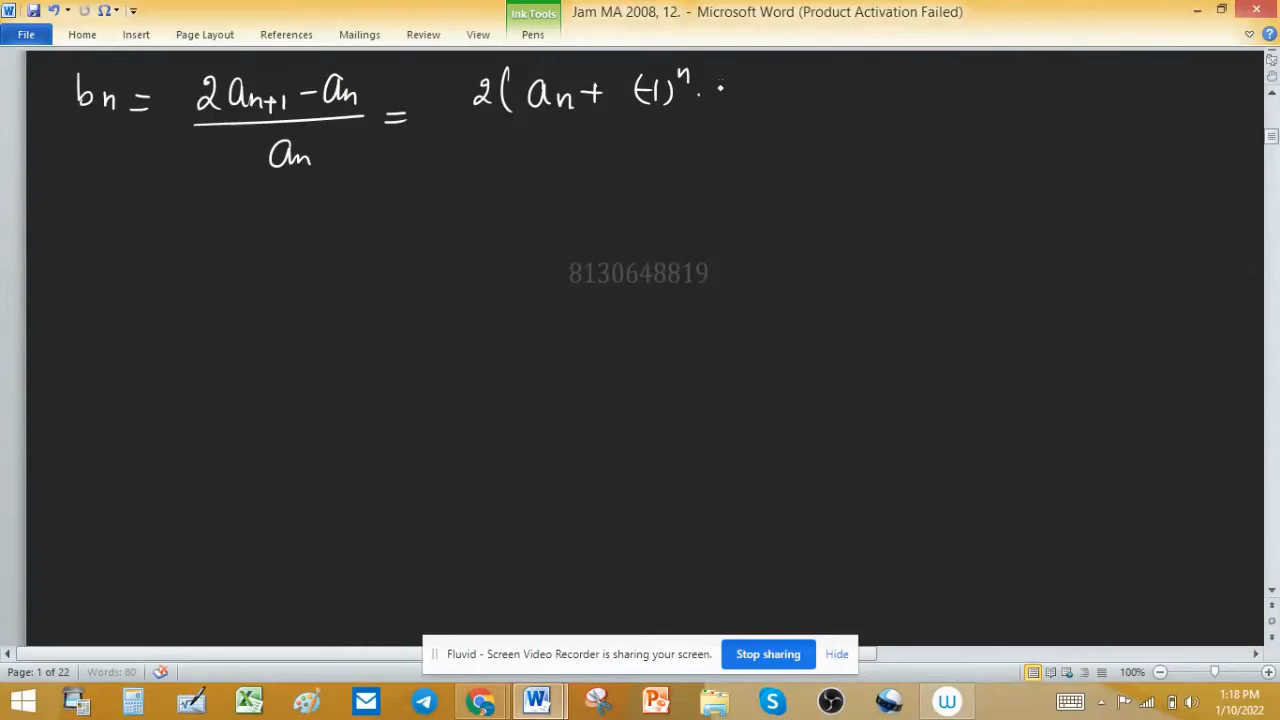 Ink Tools
Jam MA 2008, 12. - Microsoft Word (Product Activation Failed)
File Home Insert Page Layout References Mailings Review View Pens
bn = 2an+1 - an / an = 2( an + (-1)^n .
8130648819
Fluvid - Screen Video Recorder is sharing your screen. Stop sharing Hide
Page: 1 of 22 Words: 80 100%
1:18 PM
1/10/2022